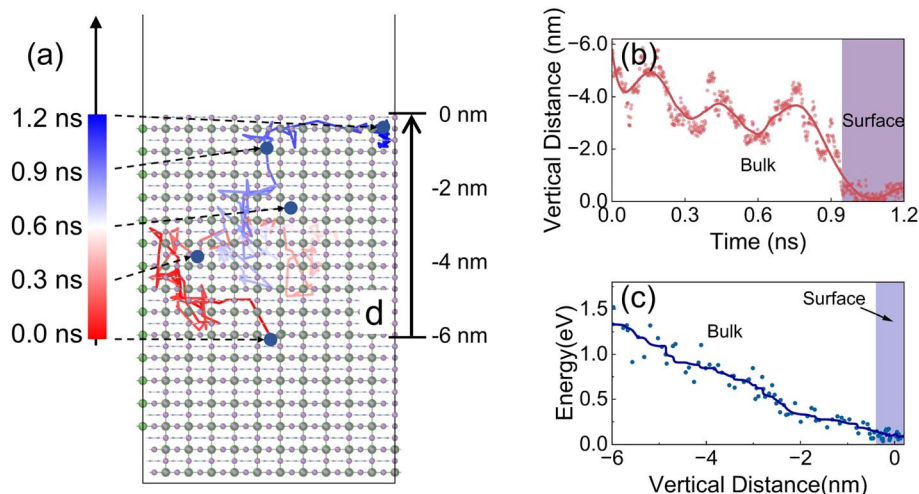 (a)
1.2 ns
0.9 ns
0.6 ns
0.3 ns
0.0 ns
0 nm
-2 nm
-4 nm
-6 nm
d
(b)
Vertical Distance (nm)
−6.0
−4.0
−2.0
0.0
Bulk
Surface
0.0 0.3 0.6 0.9 1.2
Time (ns)
(c)
Surface
Bulk
Energy(eV)
1.5
1.0
0.5
0.0
−6 −4 −2 0
Vertical Distance(nm)